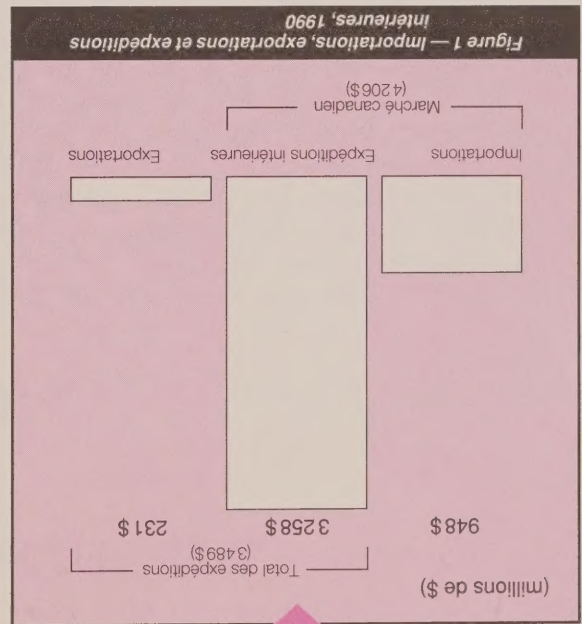 (millions de $)
Total des expéditions
(3 489 $)
948 $
3 258 $
231 $
Importations
Expéditions intérieures
Exportations
Marché canadien
(4 206 $)
Figure 1 — Importations, exportations et expéditions
intérieures, 1990